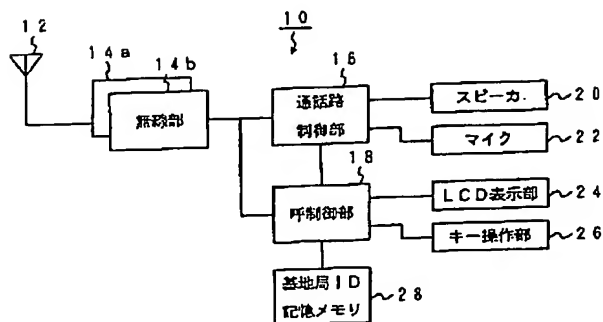 12
10
14a
14b
無線部
16
通話路
制御部
スピーカ
20
マイク
22
18
呼制御部
LCD表示部
24
キー操作部
26
基地局ID
記憶メモリ
28